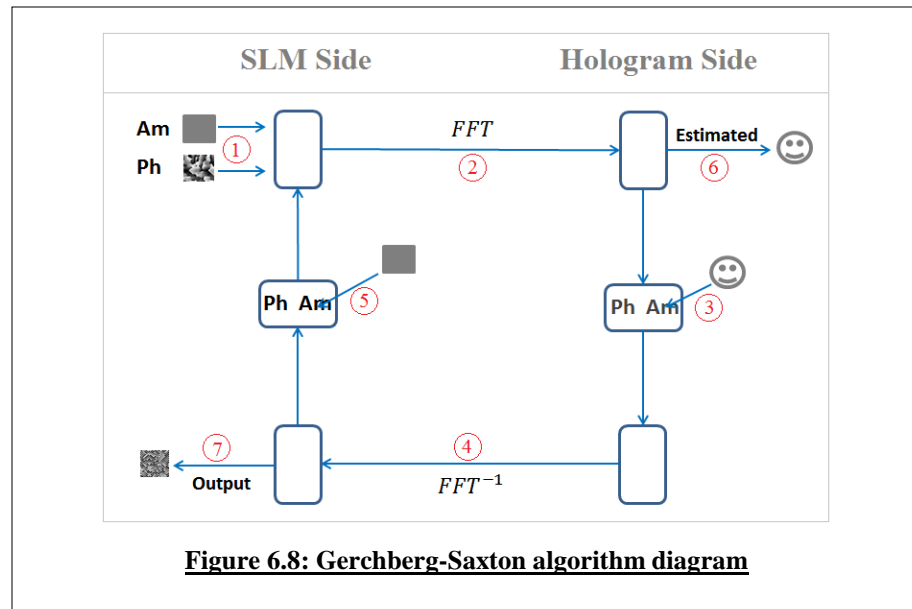 SLM Side Hologram Side
Am
1
Ph
FFT
2
Estimated
6
Ph Am
5
Ph Am
3
7
Output
4
FFT⁻¹
Figure 6.8: Gerchberg-Saxton algorithm diagram